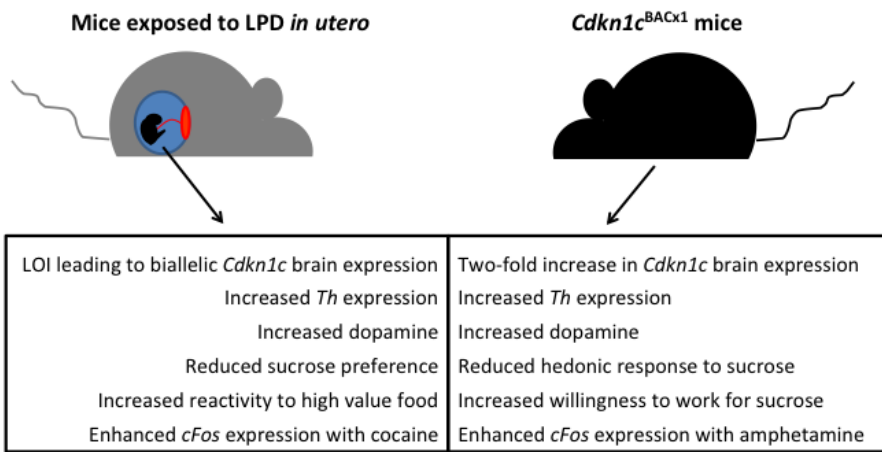 Mice exposed to LPD in utero
Cdkn1cBACx1 mice
LOI leading to biallelic Cdkn1c brain expression
Two-fold increase in Cdkn1c brain expression
Increased Th expression
Increased Th expression
Increased dopamine
Increased dopamine
Reduced sucrose preference
Reduced hedonic response to sucrose
Increased reactivity to high value food
Increased willingness to work for sucrose
Enhanced cFos expression with cocaine
Enhanced cFos expression with amphetamine